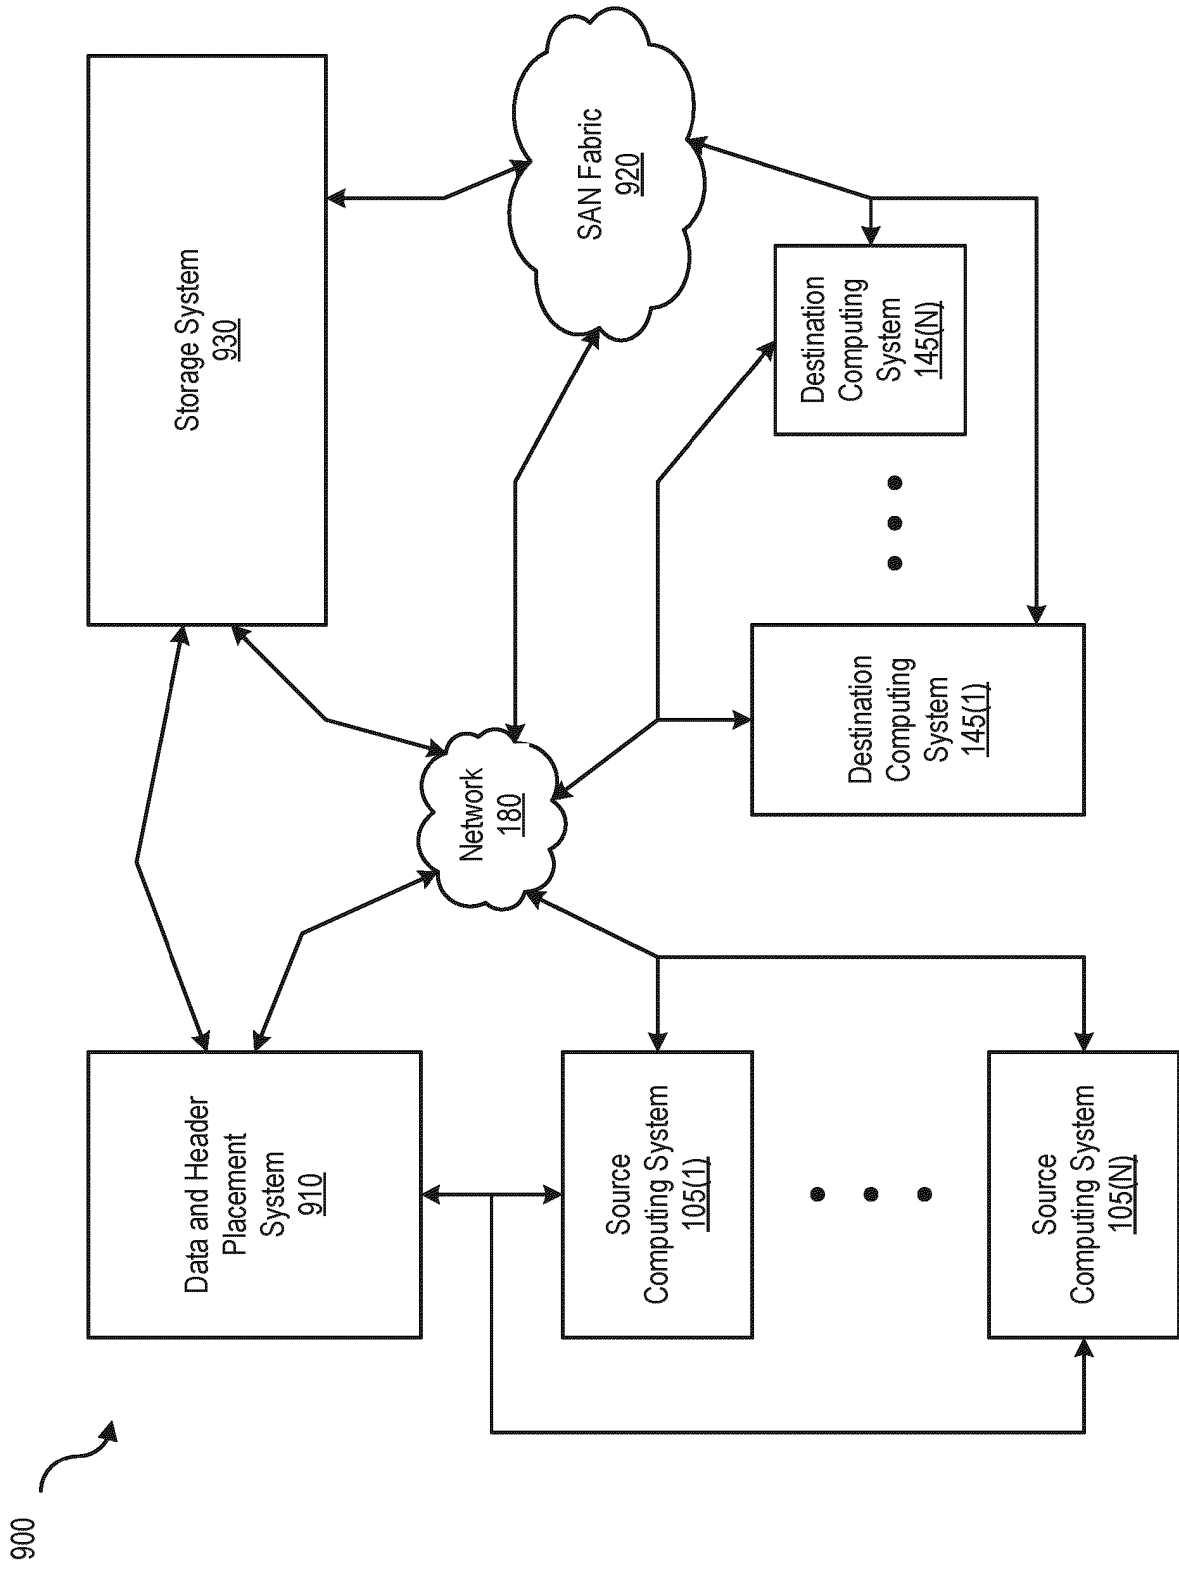 900
Data and Header
Placement
System
910
Storage System
930
Network
180
SAN Fabric
920
Source
Computing System
105(1)
Source
Computing System
105(N)
Destination
Computing
System
145(1)
Destination
Computing
System
145(N)